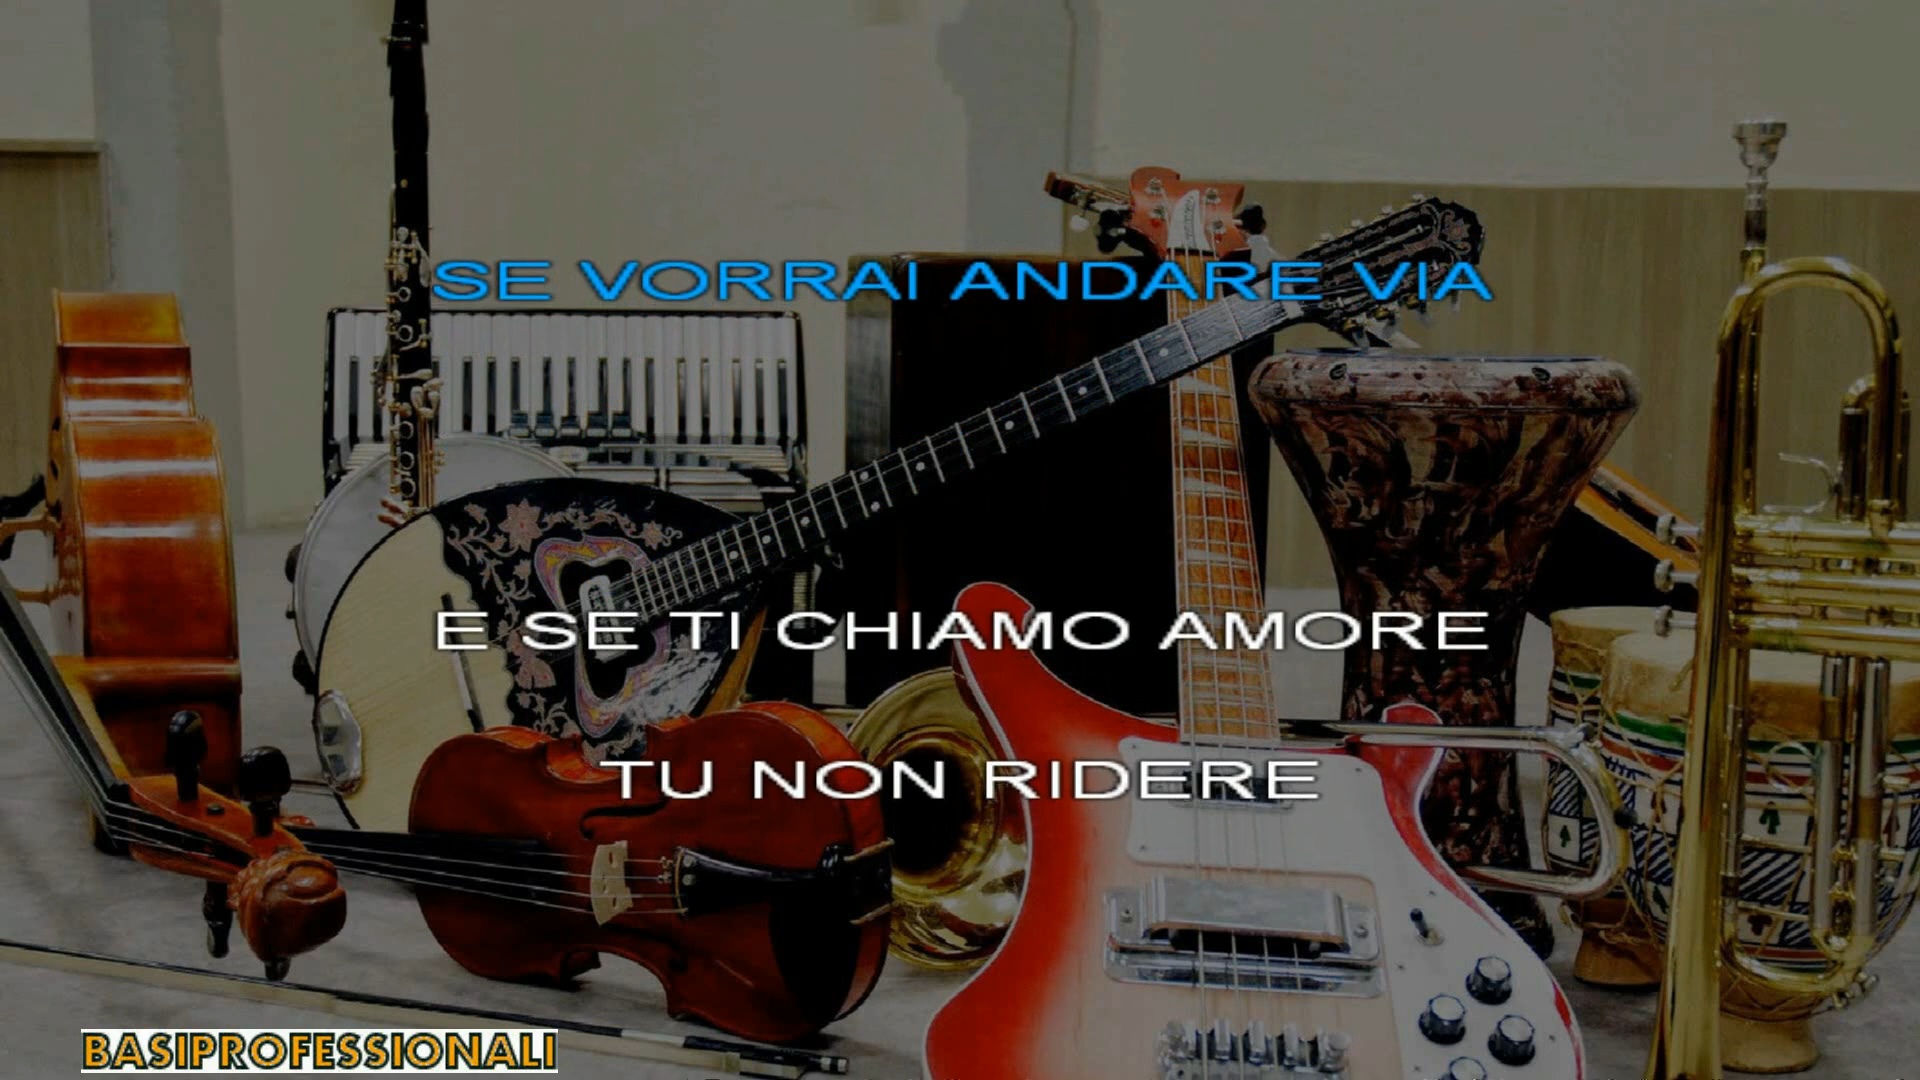 SE VORRAI ANDARE VIA
E SE TI CHIAMO AMORE
TU NON RIDERE
BASIPROFESSIONALI